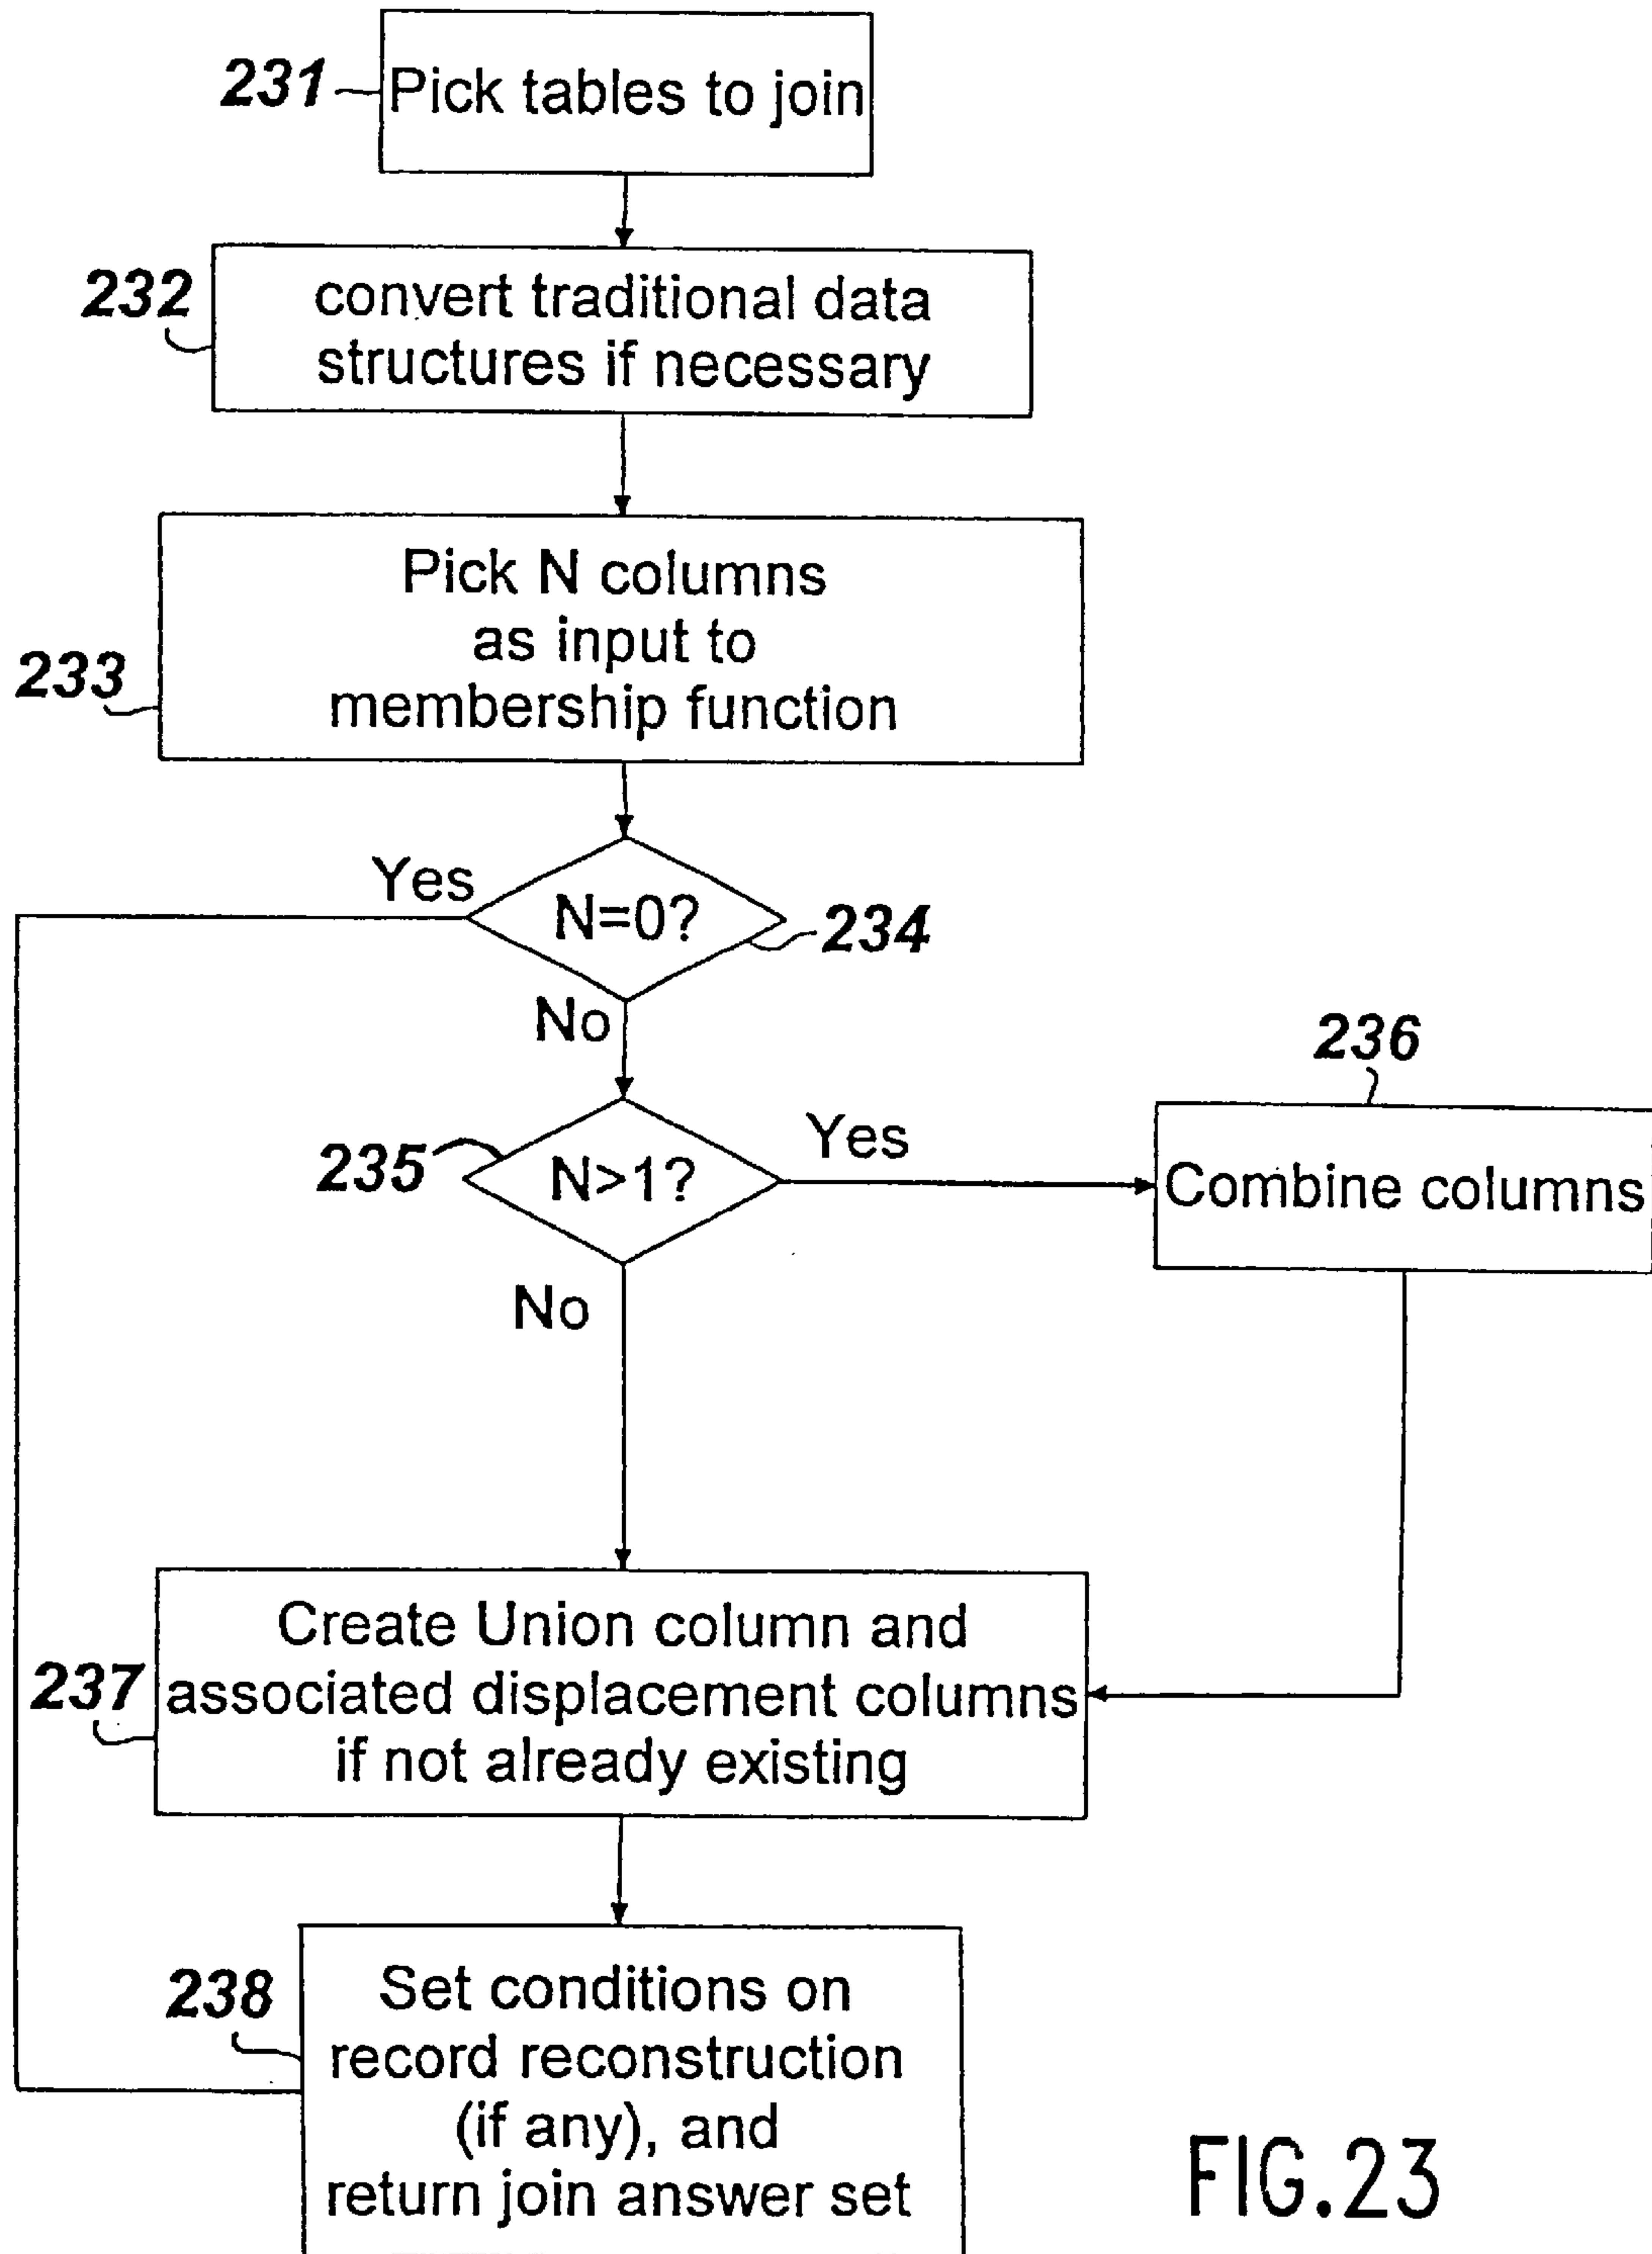 231
Pick tables to join
232
convert traditional data
structures if necessary
233
Pick N columns
as input to
membership function
Yes
N=0?
234
No
235
N>1?
Yes
236
Combine columns
No
237
Create Union column and
associated displacement columns
if not already existing
238
Set conditions on
record reconstruction
(if any), and
return join answer set
FIG.23